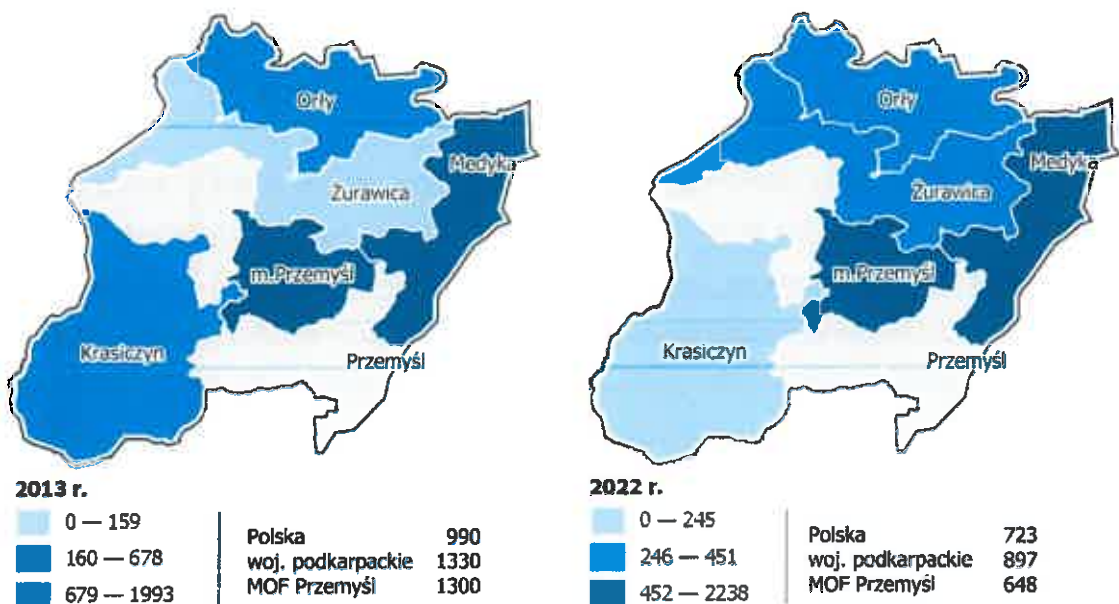 Orły
Medyka
Żurawica
m.Przemyśl
Krasiczyn
Przemyśl
2013 r.
0 — 159
160 — 678
679 — 1993
Polska 990
woj. podkarpackie 1330
MOF Przemyśl 1300
Orły
Medyka
Żurawica
m.Przemyśl
Krasiczyn
Przemyśl
2022 r.
0 — 245
246 — 451
452 — 2238
Polska 723
woj. podkarpackie 897
MOF Przemyśl 648